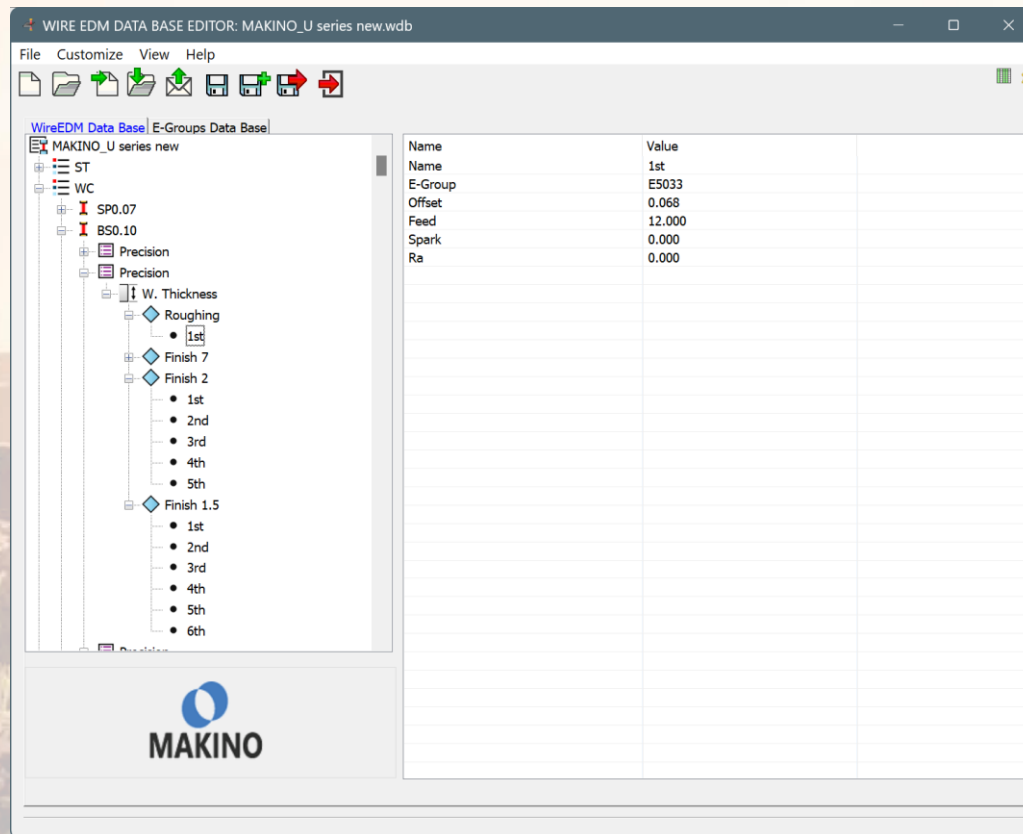 WIRE EDM DATA BASE EDITOR: MAKINO_U series new.wdb
File Customize View Help
WireEDM Data Base E-Groups Data Base
MAKINO_U series new
ST
WC
SP0.07
BS0.10
Precision
Precision
W. Thickness
Roughing
1st
Finish 7
Finish 2
1st
2nd
3rd
4th
5th
Finish 1.5
1st
2nd
3rd
4th
5th
6th
Name Value
Name 1st
E-Group E5033
Offset 0.068
Feed 12.000
Spark 0.000
Ra 0.000
MAKINO